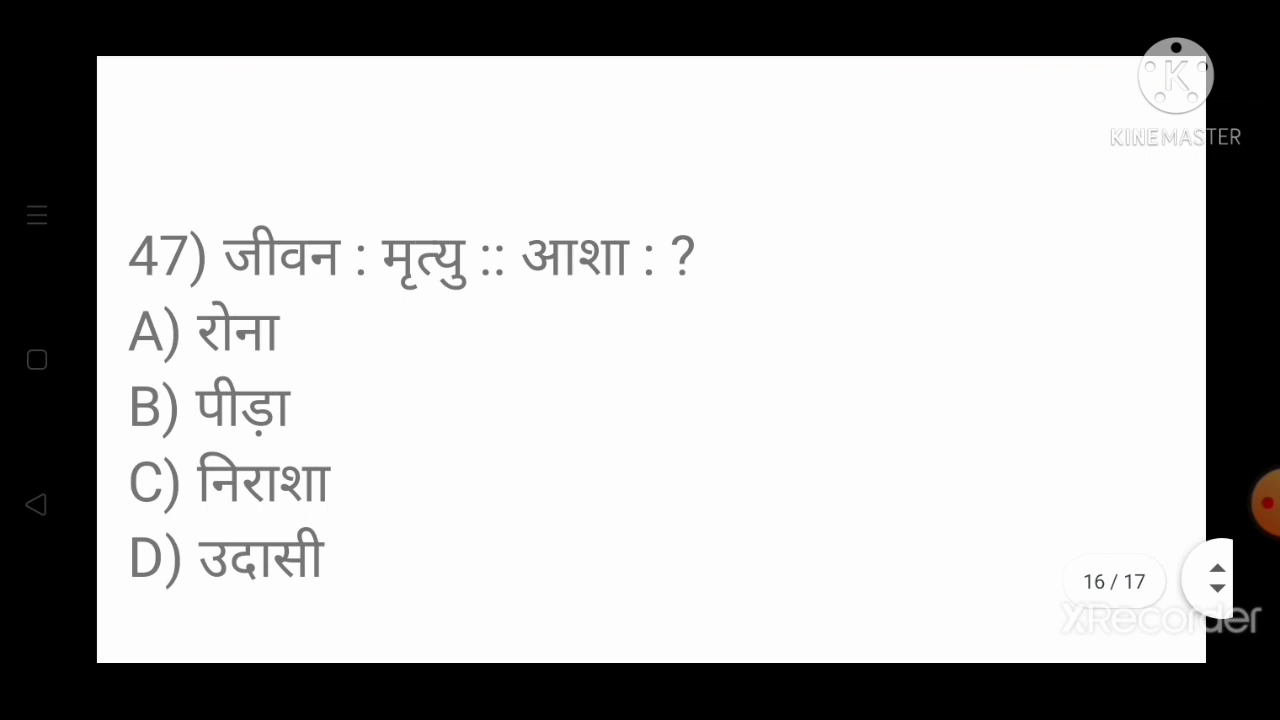 KINEMASTER
47) जीवन : मृत्यु :: आशा : ?
A) रोना
B) पीड़ा
C) निराशा
D) उदासी
16 / 17
XRecorder